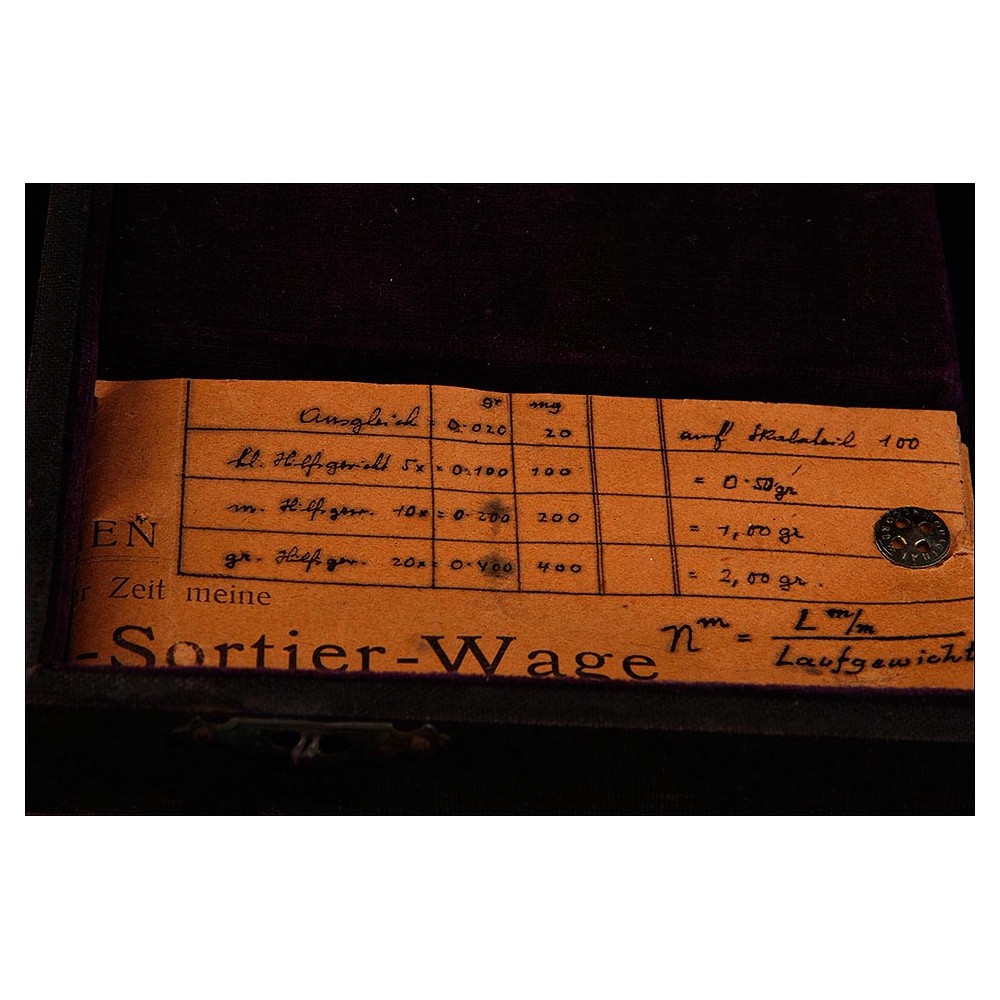 gr mg
Ausgleich = 0.020 20 auf Skalateil 100
kl. Hilfsgewicht 5x = 0.100 100 = 0.50 gr
m. Hilfsgew. 10x = 0.200 200 = 1,00 gr
gr. Hilfsgew. 20x = 0.400 400 = 2,00 gr.
EN
r Zeit meine
-Sortier-Wage
n^m = L m/m
Laufgewicht